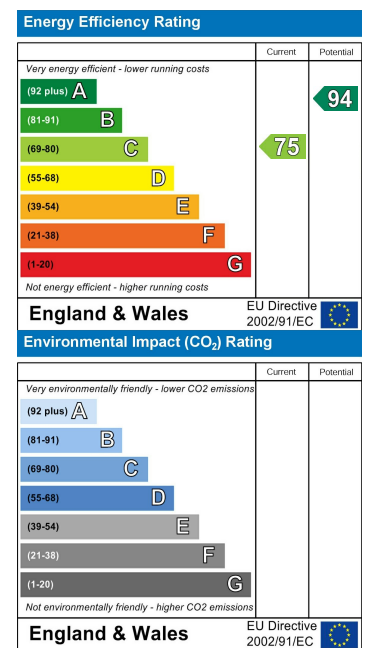 Energy Efficiency Rating
Current Potential
Very energy efficient - lower running costs
(92 plus) A
94
(81-91) B
(69-80) C
75
(55-68) D
(39-54) E
(21-38) F
(1-20) G
Not energy efficient - higher running costs
England & Wales
EU Directive
2002/91/EC
Environmental Impact (CO₂) Rating
Current Potential
Very environmentally friendly - lower CO2 emissions
(92 plus) A
(81-91) B
(69-80) C
(55-68) D
(39-54) E
(21-38) F
(1-20) G
Not environmentally friendly - higher CO2 emissions
England & Wales
EU Directive
2002/91/EC